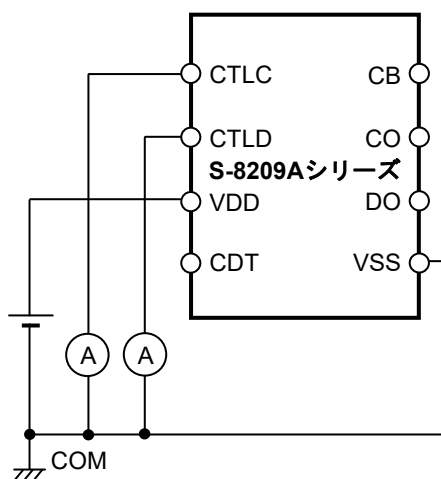 CTLC CB
CTLD CO
S-8209Aシリーズ
VDD DO
CDT VSS
A A
COM